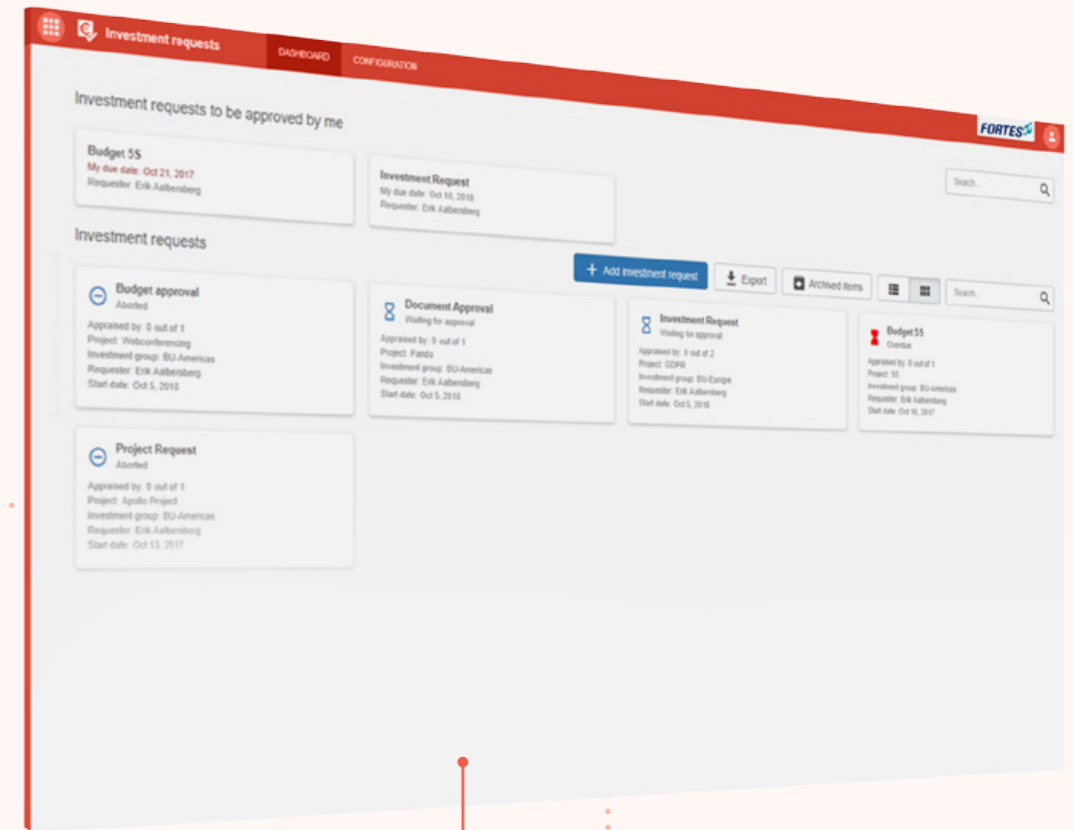 Investment requests
DASHBOARD
CONFIGURATION
FORTES
Investment requests to be approved by me
Search...
Budget 5S
My due date: Oct 21, 2017
Requester: Erik Aalbersberg
Investment Request
My due date: Oct 19, 2018
Requester: Erik Aalbersberg
Investment requests
+ Add investment request
Export
Archived items
Search...
Budget approval
Aborted
Appraised by: 0 out of 1
Project: Webconferencing
Investment group: BU-Americas
Requester: Erik Aalbersberg
Start date: Oct 5, 2018
Document Approval
Waiting for approval
Appraised by: 0 out of 1
Project: Panda
Investment group: BU-Americas
Requester: Erik Aalbersberg
Start date: Oct 5, 2018
Investment Request
Waiting for approval
Appraised by: 0 out of 2
Project: GDPR
Investment group: BU-Europe
Requester: Erik Aalbersberg
Start date: Oct 5, 2018
Budget 5S
Overdue
Appraised by: 0 out of 1
Project: 5S
Investment group: BU-Americas
Requester: Erik Aalbersberg
Start date: Oct 16, 2017
Project Request
Aborted
Appraised by: 0 out of 1
Project: Apollo Project
Investment group: BU-Americas
Requester: Erik Aalbersberg
Start date: Oct 13, 2017